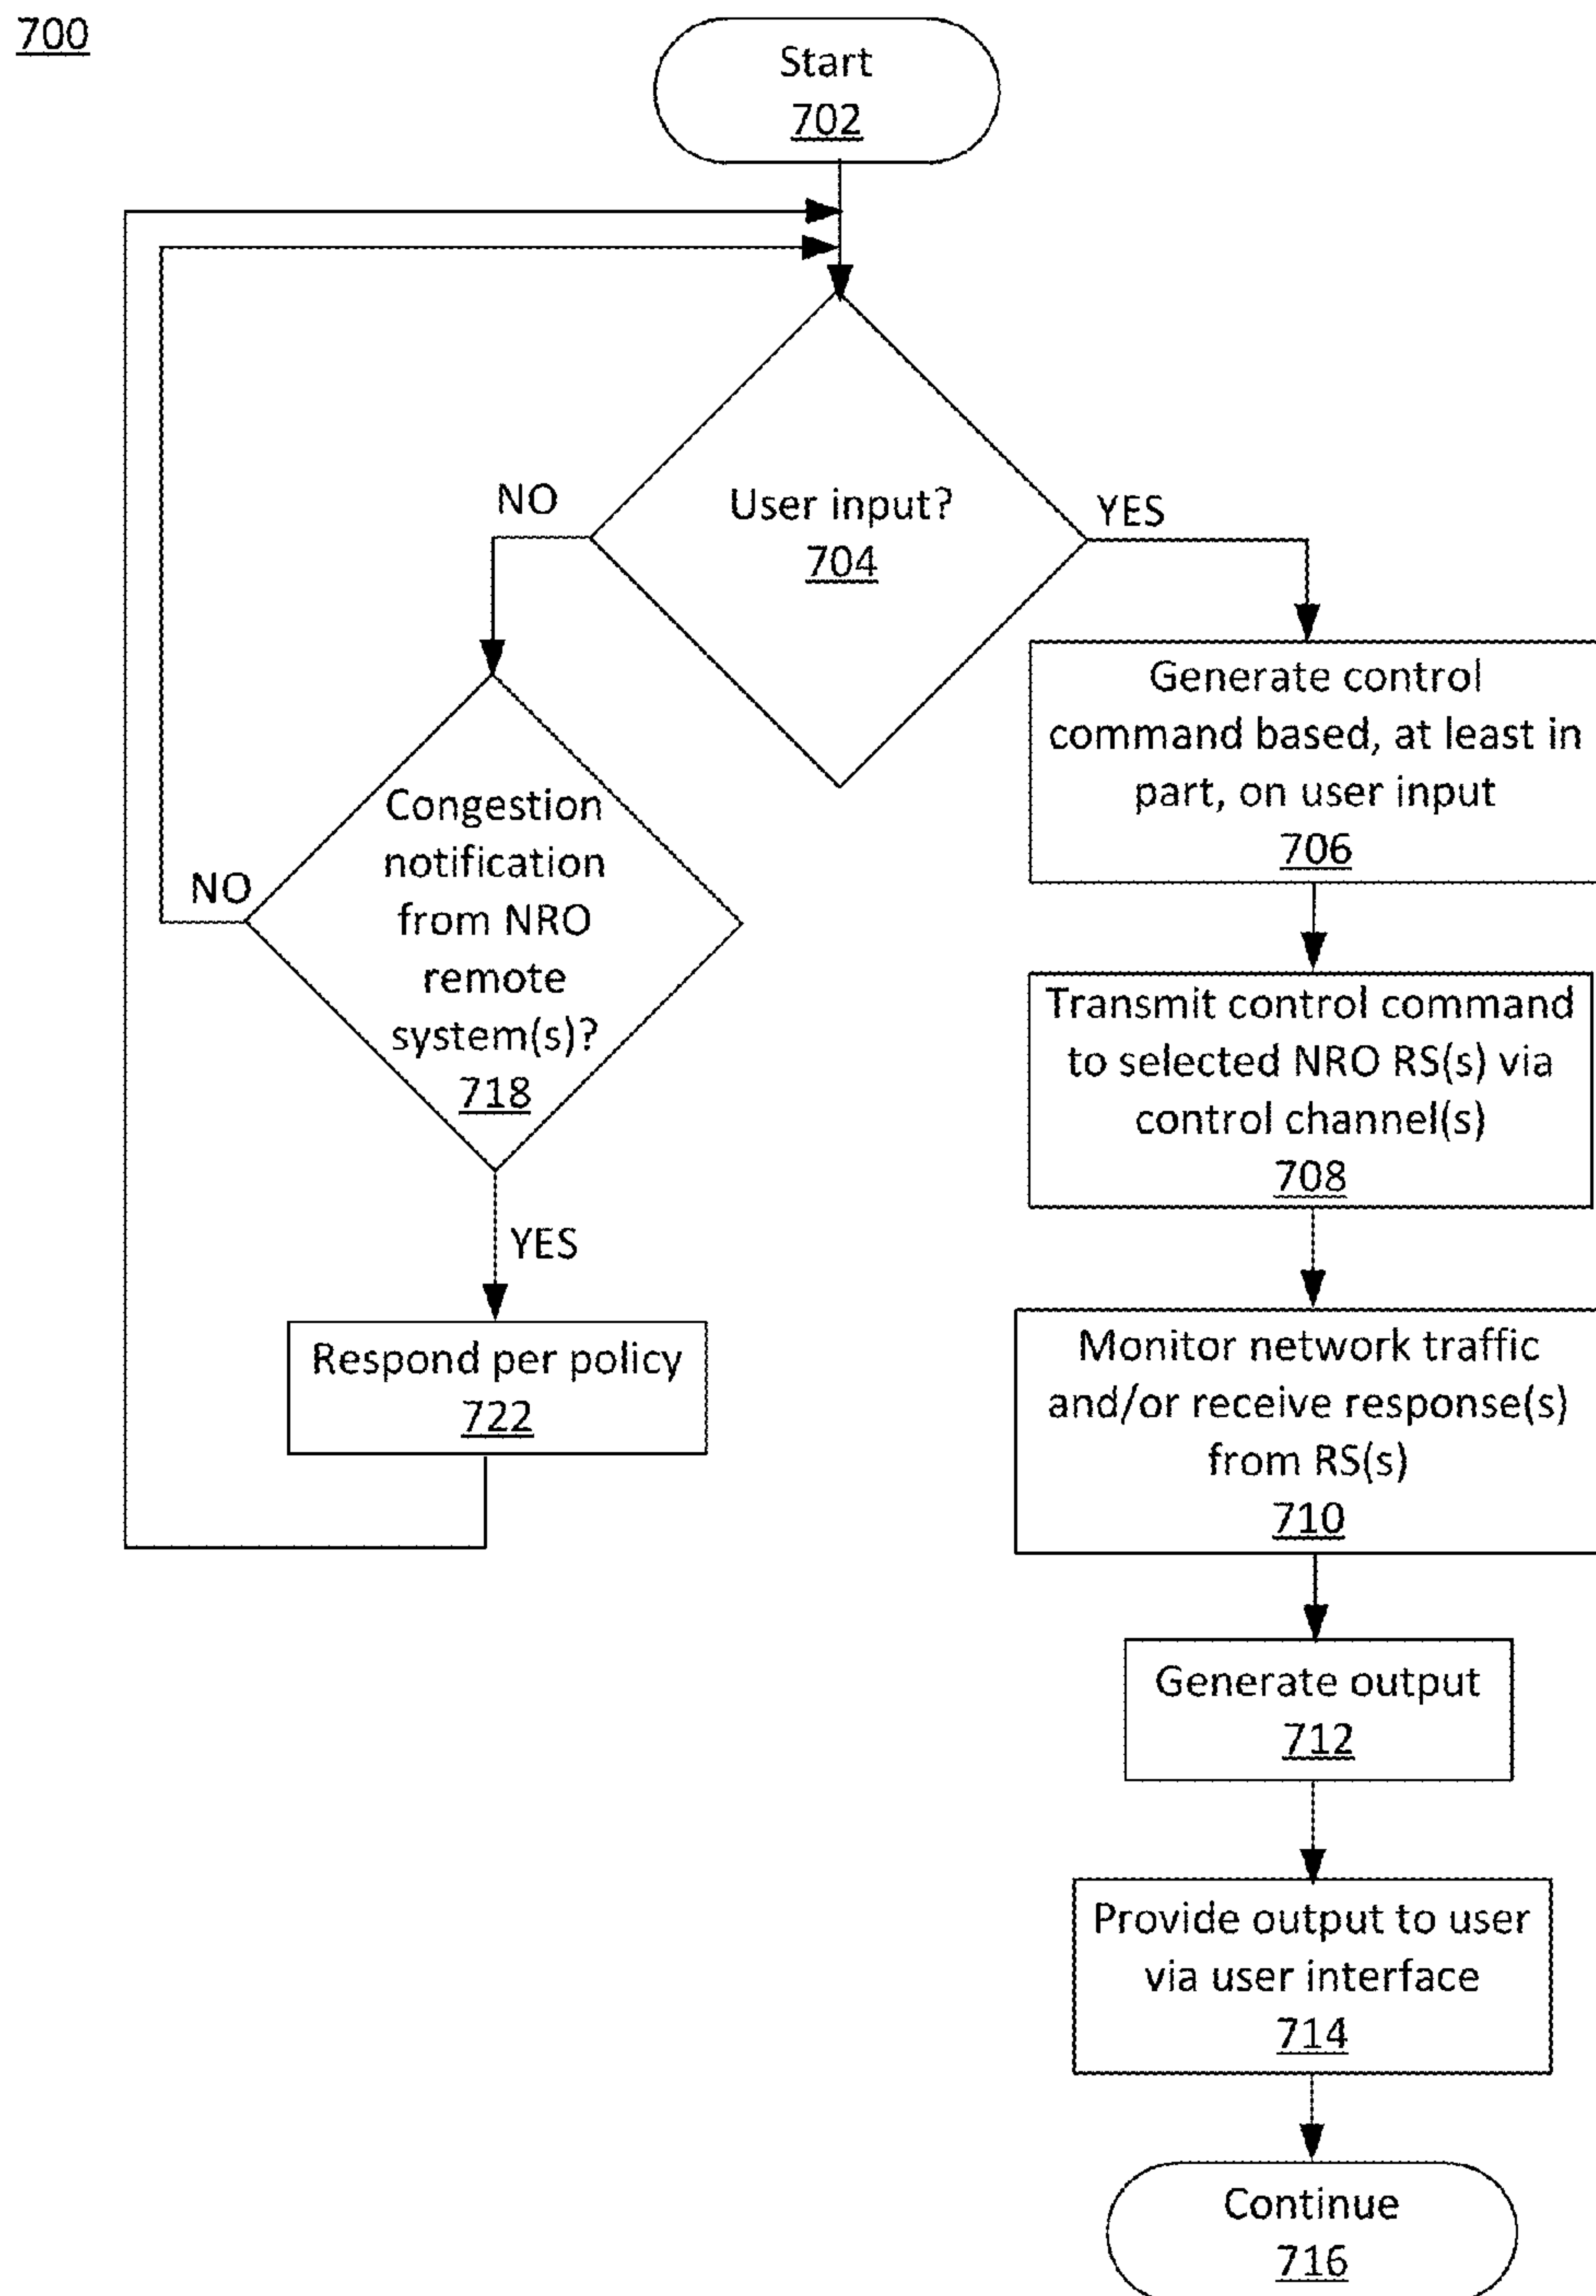 700
Start
702
User input?
704
NO
YES
Generate control
command based, at least in
part, on user input
706
Congestion
notification
from NRO
remote
system(s)?
718
NO
YES
Transmit control command
to selected NRO RS(s) via
control channel(s)
708
Respond per policy
722
Monitor network traffic
and/or receive response(s)
from RS(s)
710
Generate output
712
Provide output to user
via user interface
714
Continue
716